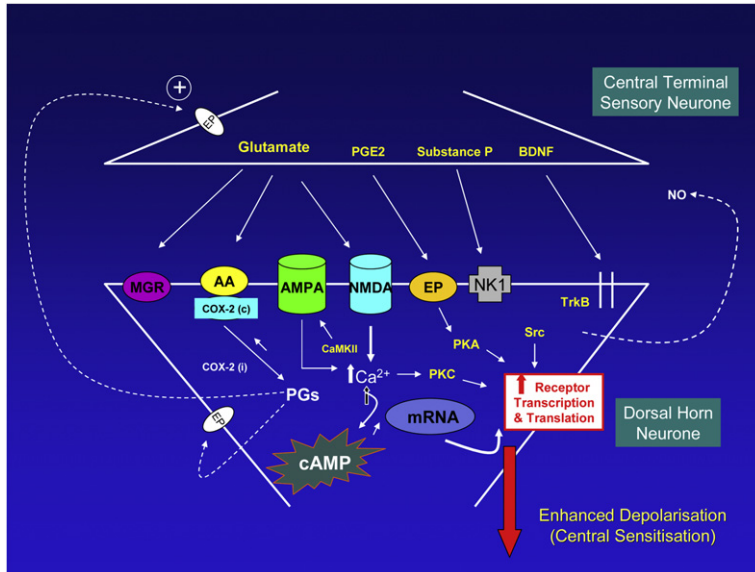 Central Terminal
Sensory Neurone
+
EP
Glutamate
PGE2
Substance P
BDNF
NO
MGR
AA
COX-2 (c)
AMPA
NMDA
EP
NK1
TrkB
CaMKII
Src
PKA
COX-2 (i)
Ca²⁺
PKC
PGs
Receptor
Transcription
& Translation
EP
mRNA
Dorsal Horn
Neurone
cAMP
Enhanced Depolarisation
(Central Sensitisation)